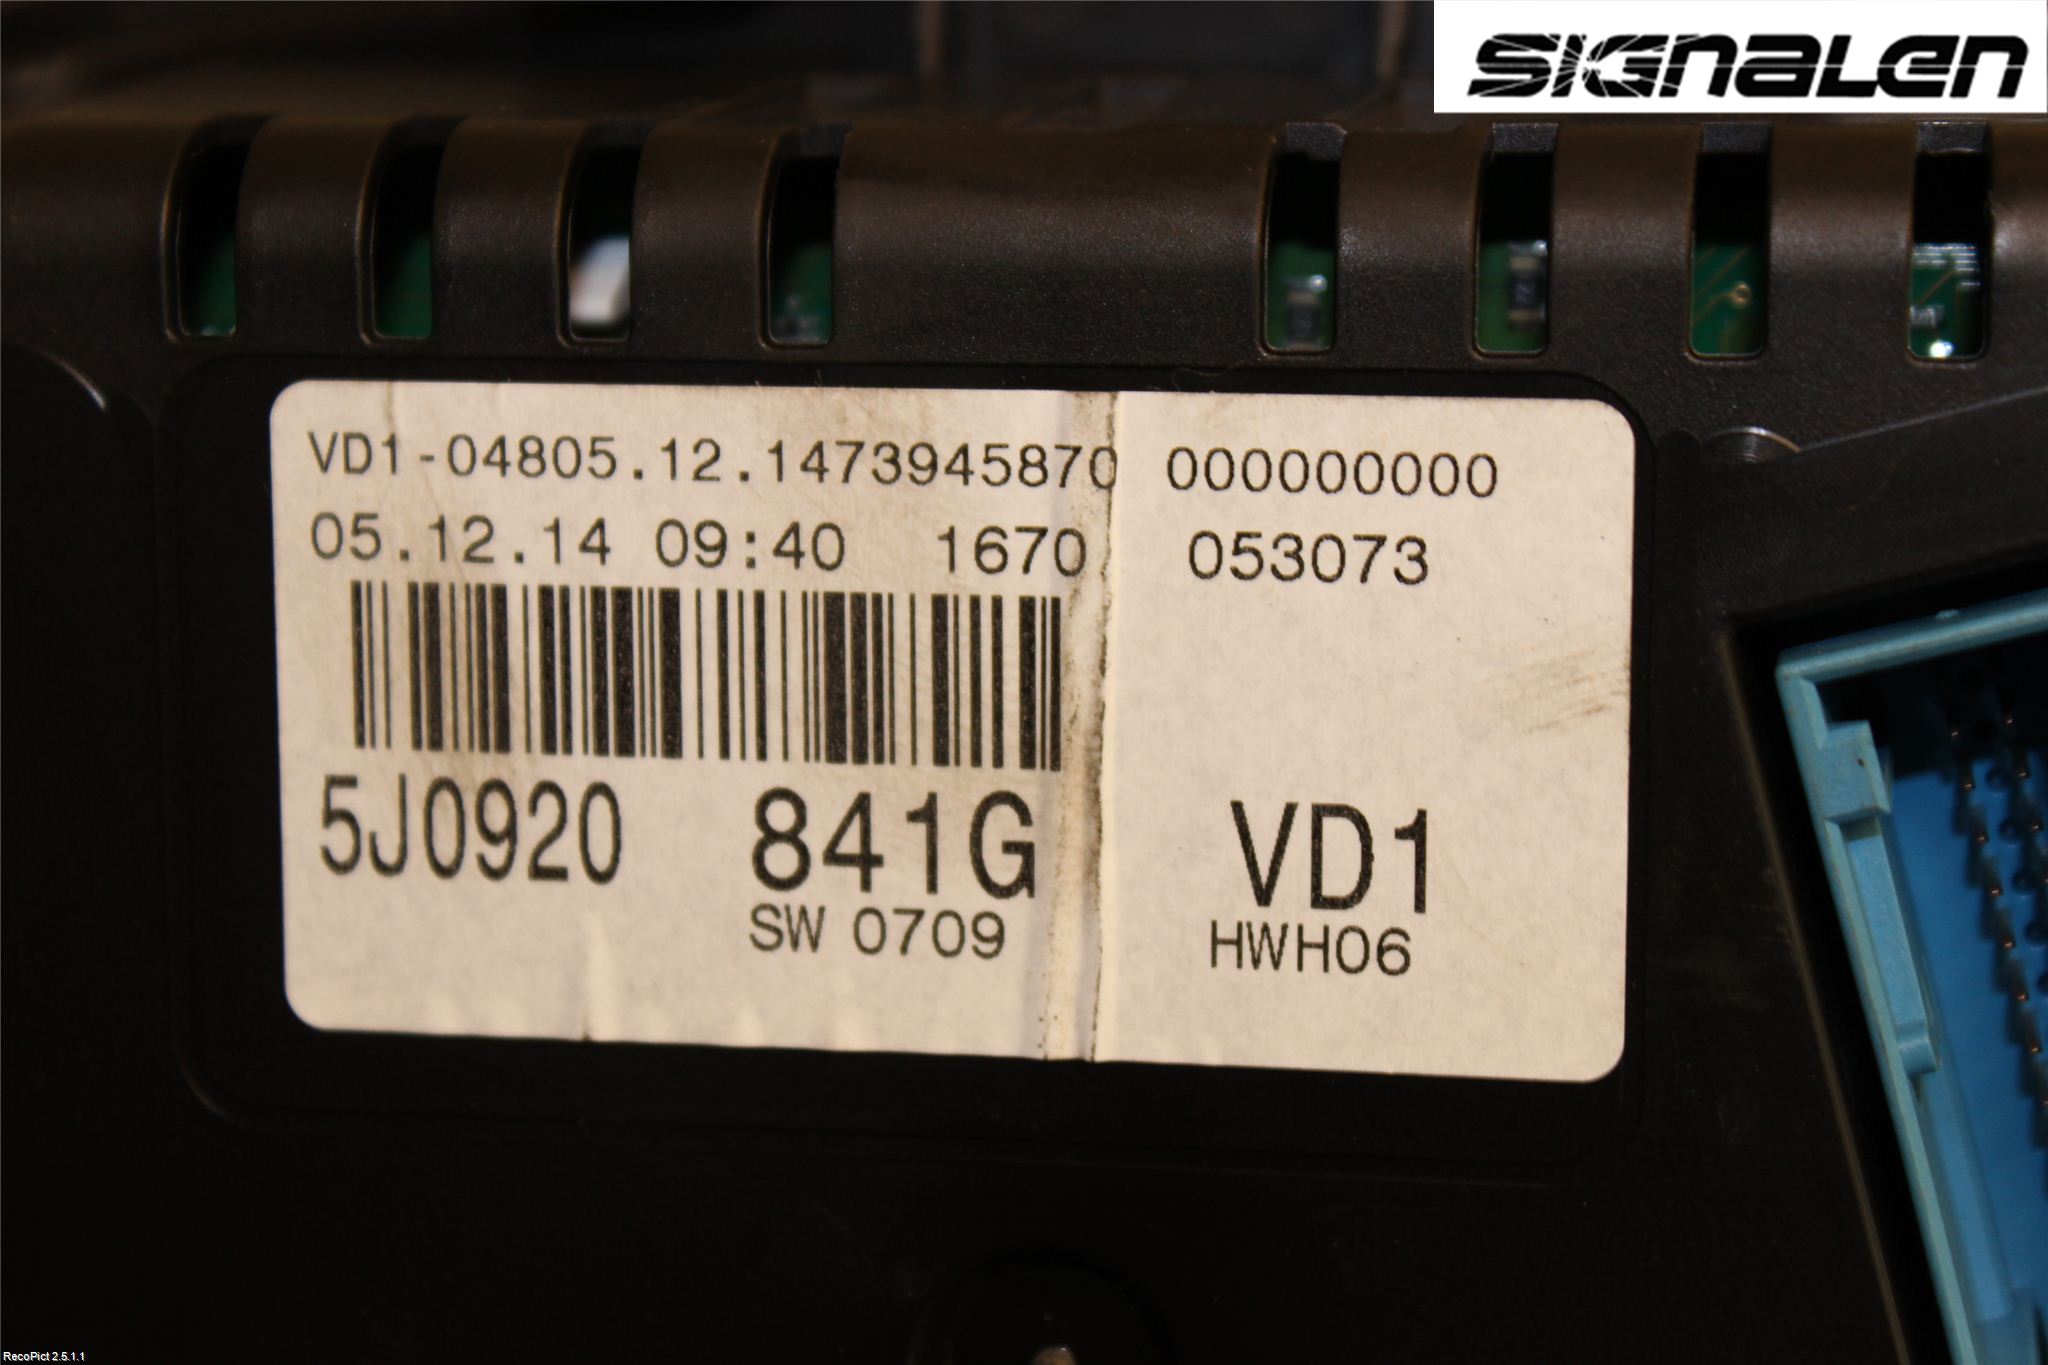 SIGNALEN
VD1-04805.12.1473945870 000000000
05.12.14 09:40 1670 053073
5J0920 841G VD1
SW 0709 HWH06
RecoPict 2.5.1.1